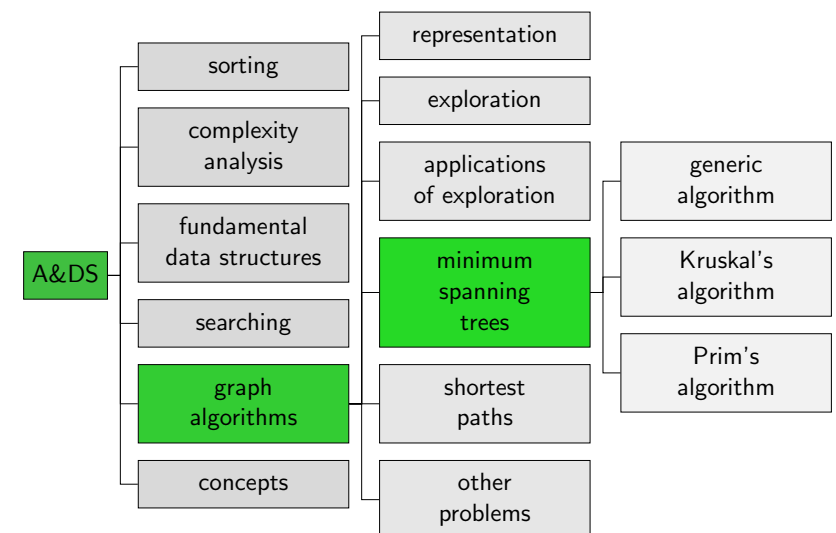 A&DS
sorting
complexity
analysis
fundamental
data structures
searching
graph
algorithms
concepts
representation
exploration
applications
of exploration
minimum
spanning
trees
shortest
paths
other
problems
generic
algorithm
Kruskal's
algorithm
Prim's
algorithm